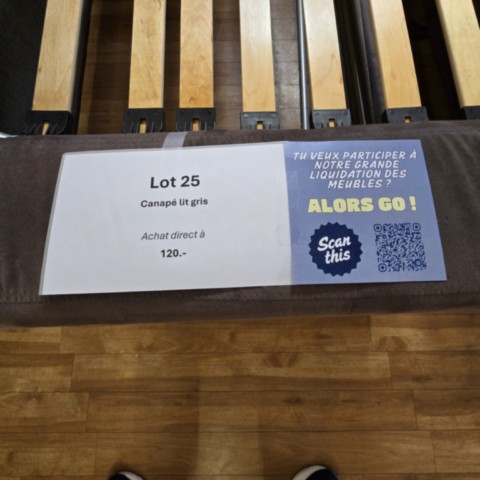 Lot 25
Canapé lit gris
Achat direct à
120.-
TU VEUX PARTICIPER À
NOTRE GRANDE
LIQUIDATION DES
MEUBLES ?
ALORS GO !
Scan
this